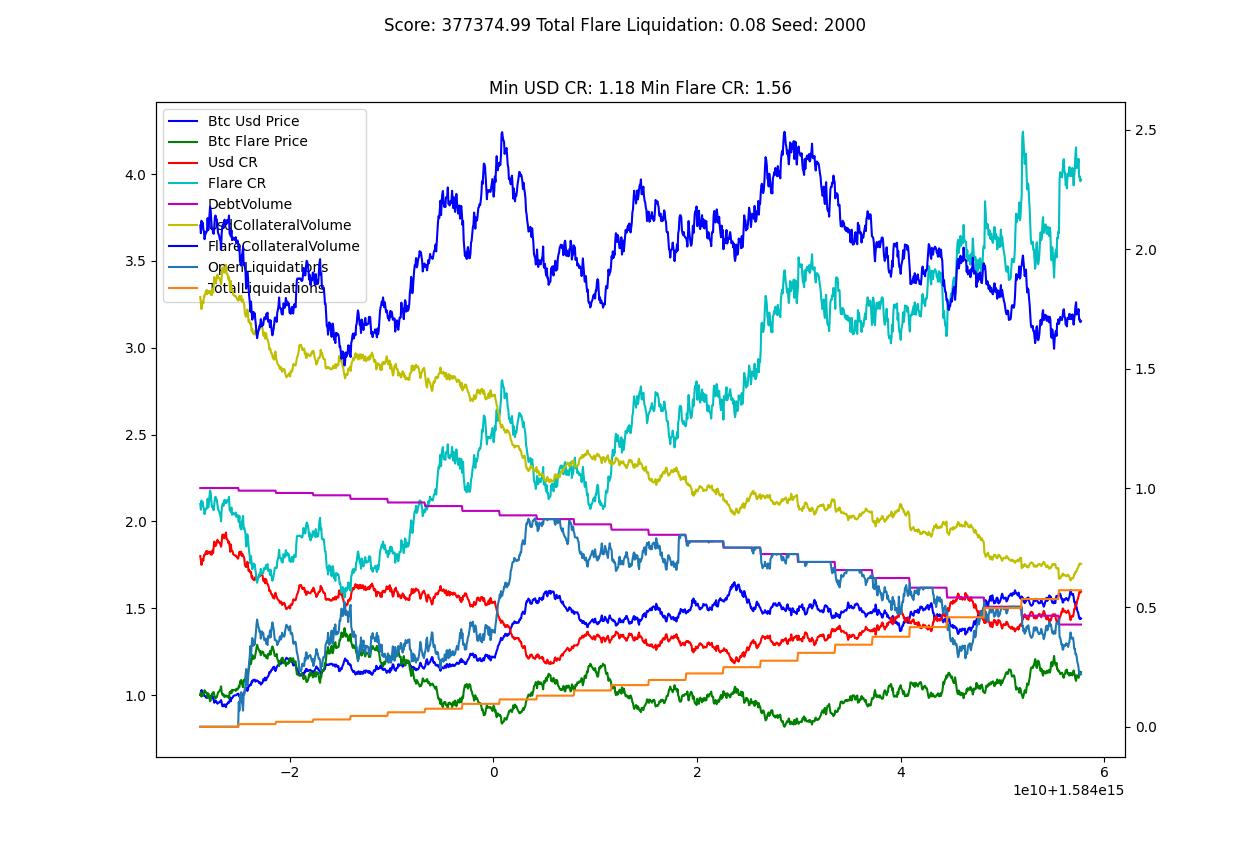 Score: 377374.99 Total Flare Liquidation: 0.08 Seed: 2000
Min USD CR: 1.18 Min Flare CR: 1.56
Btc Usd Price
Btc Flare Price
Usd CR
Flare CR
DebtVolume
UsdCollateralVolume
FlareCollateralVolume
OpenLiquidations
TotalLiquidations
4.0
3.5
3.0
2.5
2.0
1.5
1.0
2.5
2.0
1.5
1.0
0.5
0.0
−2
0
2
4
6
1e10+1.584e15